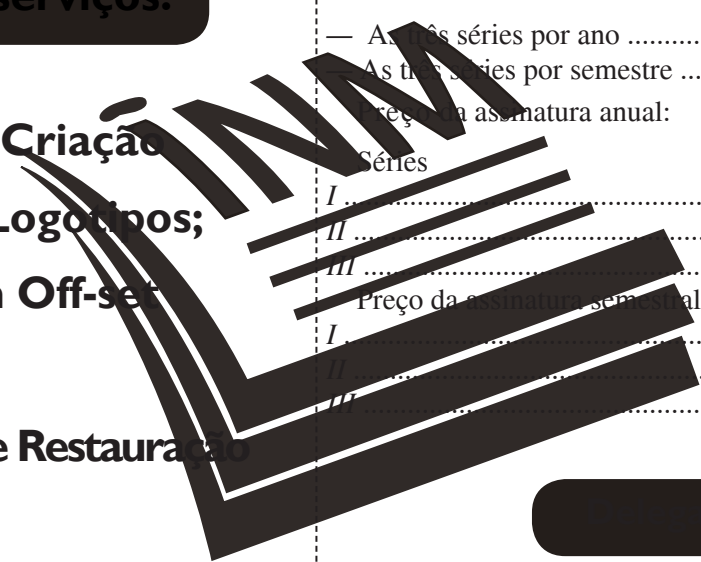 serviços:
Criação
Logotipos;
Off-set
e Restauração
INM
— As três séries por ano ..........
— As três séries por semestre ...
Preço da assinatura anual:
Séries
I
II
III
Preço da assinatura semestral
I
II
III